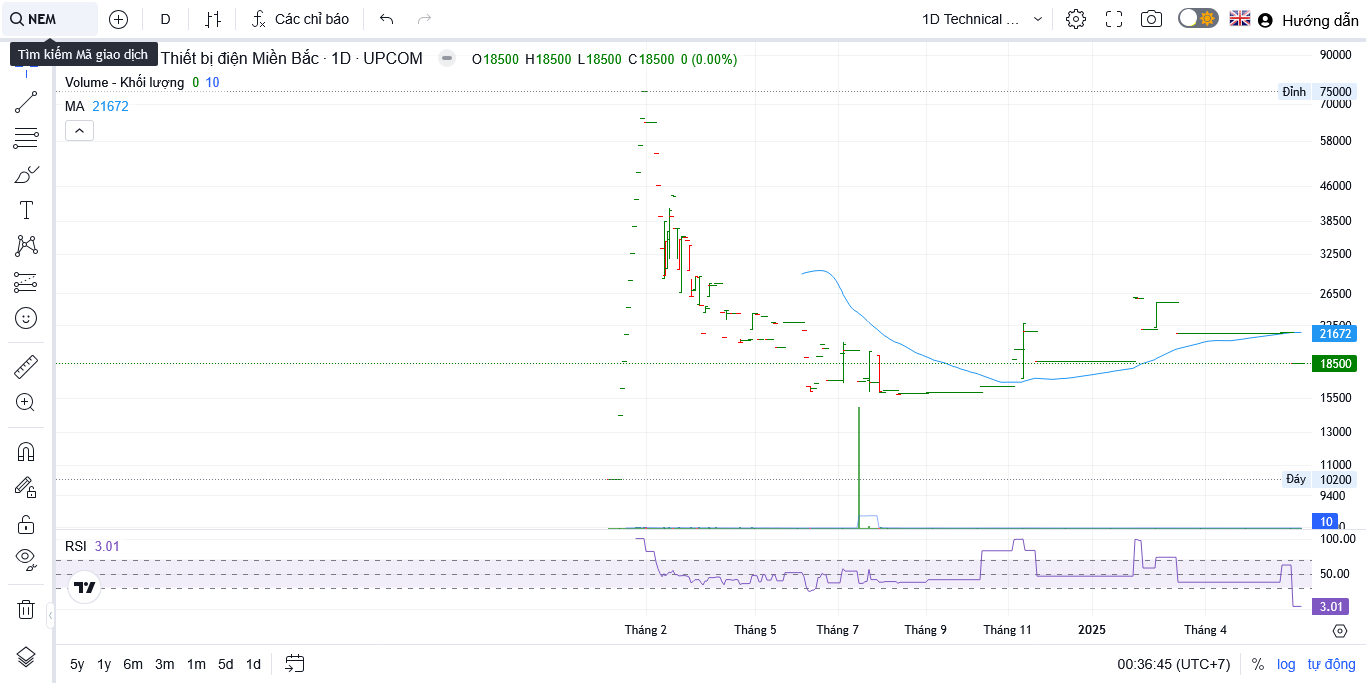 NEM D Các chỉ báo 1D Technical ... Hướng dẫn
Tìm kiếm Mã giao dịch Thiết bị điện Miền Bắc · 1D · UPCOM O18500 H18500 L18500 C18500 0 (0.00%)
Volume - Khối lượng 0 10
MA 21672
90000
Đỉnh 75000
70000
58000
46000
38500
32500
26500
21672
18500
15500
13000
11000
Đáy 10200
9400
10
RSI 3.01
100.00
50.00
3.01
Tháng 2 Tháng 5 Tháng 7 Tháng 9 Tháng 11 2025 Tháng 4
5y 1y 6m 3m 1m 5d 1d 00:36:45 (UTC+7) % log tự động